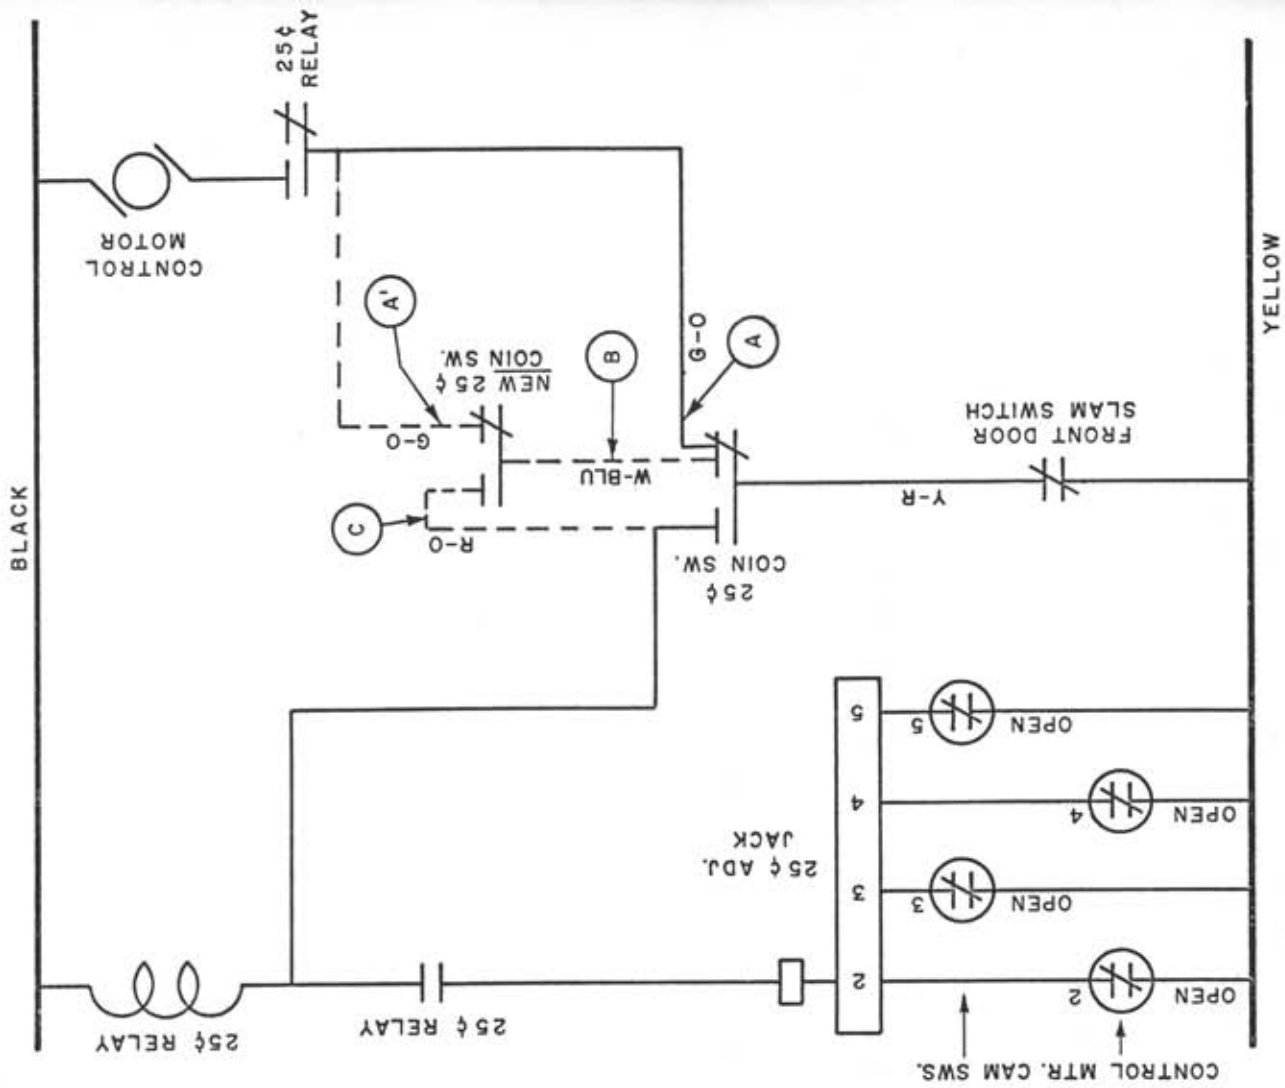 BLACK
25¢
RELAY
CONTROL
MOTOR
A'
NEW 25¢
COIN SW.
G-O
B
G-O
A
W-BLU
C
R-O
25¢
COIN SW.
Y-R
FRONT DOOR
SLAM SWITCH
YELLOW
25¢ RELAY
25¢ RELAY
25¢ ADJ.
JACK
5
4
3
2
5
OPEN
4
OPEN
3
OPEN
2
OPEN
CONTROL MTR. CAM SWS.